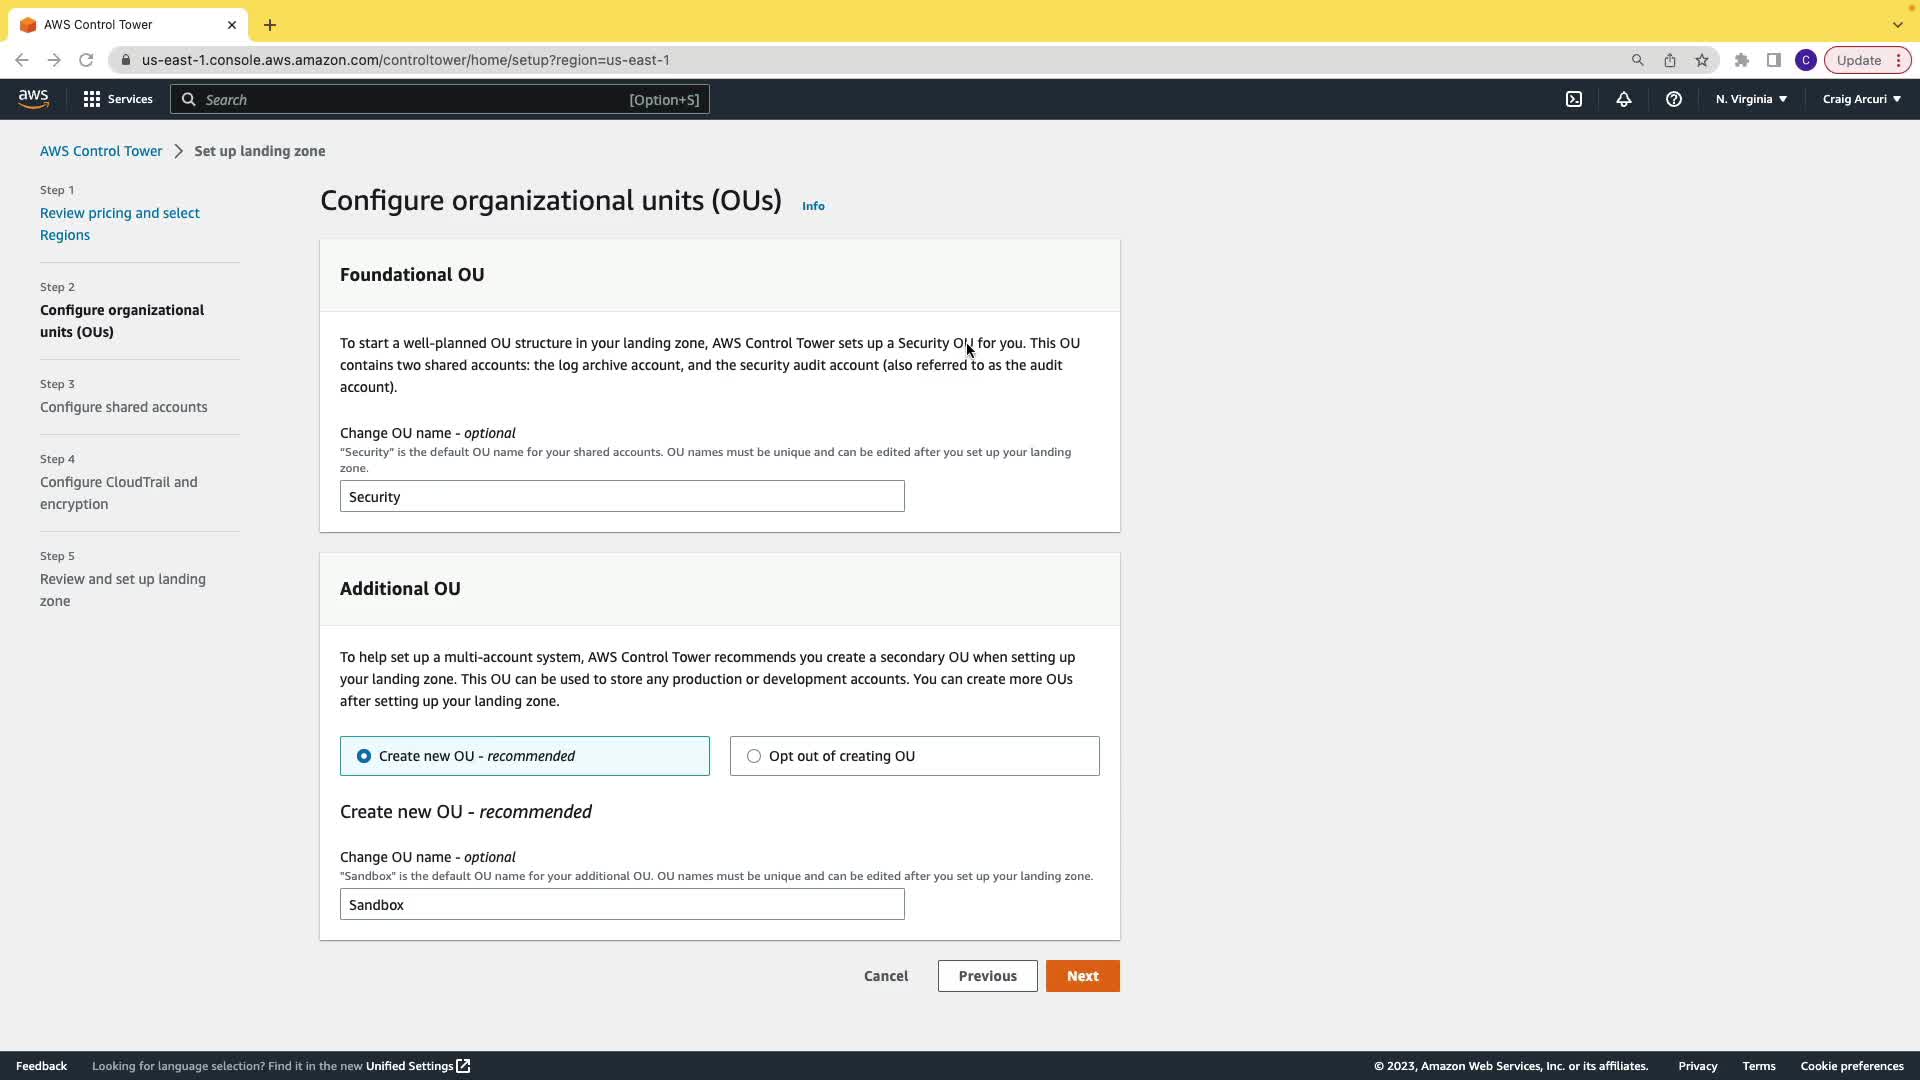 AWS Control Tower
us-east-1.console.aws.amazon.com/controltower/home/setup?region=us-east-1
C
Update
aws
Services
Search
[Option+S]
N. Virginia
Craig Arcuri
AWS Control Tower
Set up landing zone
Step 1
Review pricing and select
Regions
Step 2
Configure organizational
units (OUs)
Step 3
Configure shared accounts
Step 4
Configure CloudTrail and
encryption
Step 5
Review and set up landing
zone
Configure organizational units (OUs)
Info
Foundational OU
To start a well-planned OU structure in your landing zone, AWS Control Tower sets up a Security OU for you. This OU
contains two shared accounts: the log archive account, and the security audit account (also referred to as the audit
account).
Change OU name - optional
"Security" is the default OU name for your shared accounts. OU names must be unique and can be edited after you set up your landing
zone.
Security
Additional OU
To help set up a multi-account system, AWS Control Tower recommends you create a secondary OU when setting up
your landing zone. This OU can be used to store any production or development accounts. You can create more OUs
after setting up your landing zone.
Create new OU - recommended
Opt out of creating OU
Create new OU - recommended
Change OU name - optional
"Sandbox" is the default OU name for your additional OU. OU names must be unique and can be edited after you set up your landing zone.
Sandbox
Cancel
Previous
Next
Feedback
Looking for language selection? Find it in the new Unified Settings
© 2023, Amazon Web Services, Inc. or its affiliates.
Privacy
Terms
Cookie preferences